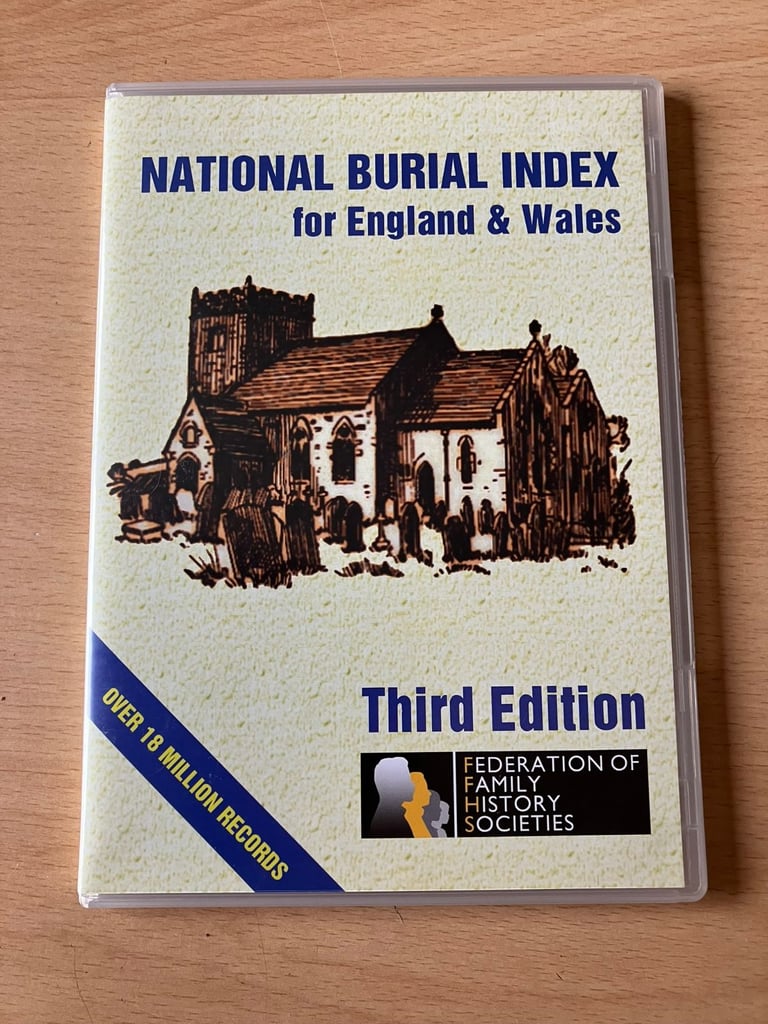 NATIONAL BURIAL INDEX
for England & Wales
Third Edition
OVER 18 MILLION RECORDS
FEDERATION OF
FAMILY
HISTORY
SOCIETIES